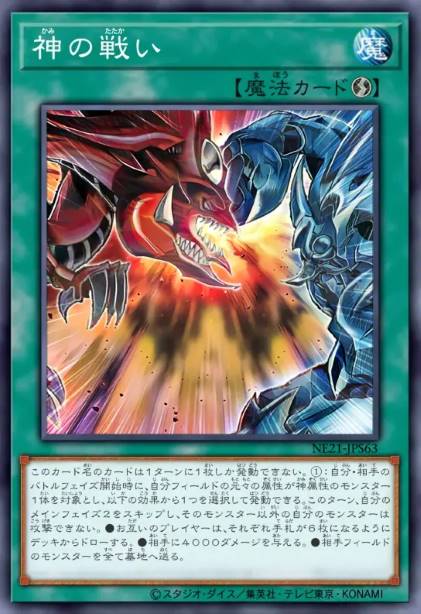 神の戦い
魔
【魔法カード】
NE21-JPS63
このカード名のカードは1ターンに1枚しか発動できない。①:自分・相手の
バトルフェイズ開始時に、自分フィールドの元々の属性が神属性のモンスター
1体を対象とし、以下の効果から1つを選択して発動できる。このターン、自分の
メインフェイズ2をスキップし、そのモンスター以外の自分のモンスターは
攻撃できない。●お互いのプレイヤーは、それぞれ手札が6枚になるように
デッキからドローする。●相手に4000ダメージを与える。●相手フィールド
のモンスターを全て墓地へ送る。
©スタジオ・ダイス/集英社・テレビ東京・KONAMI